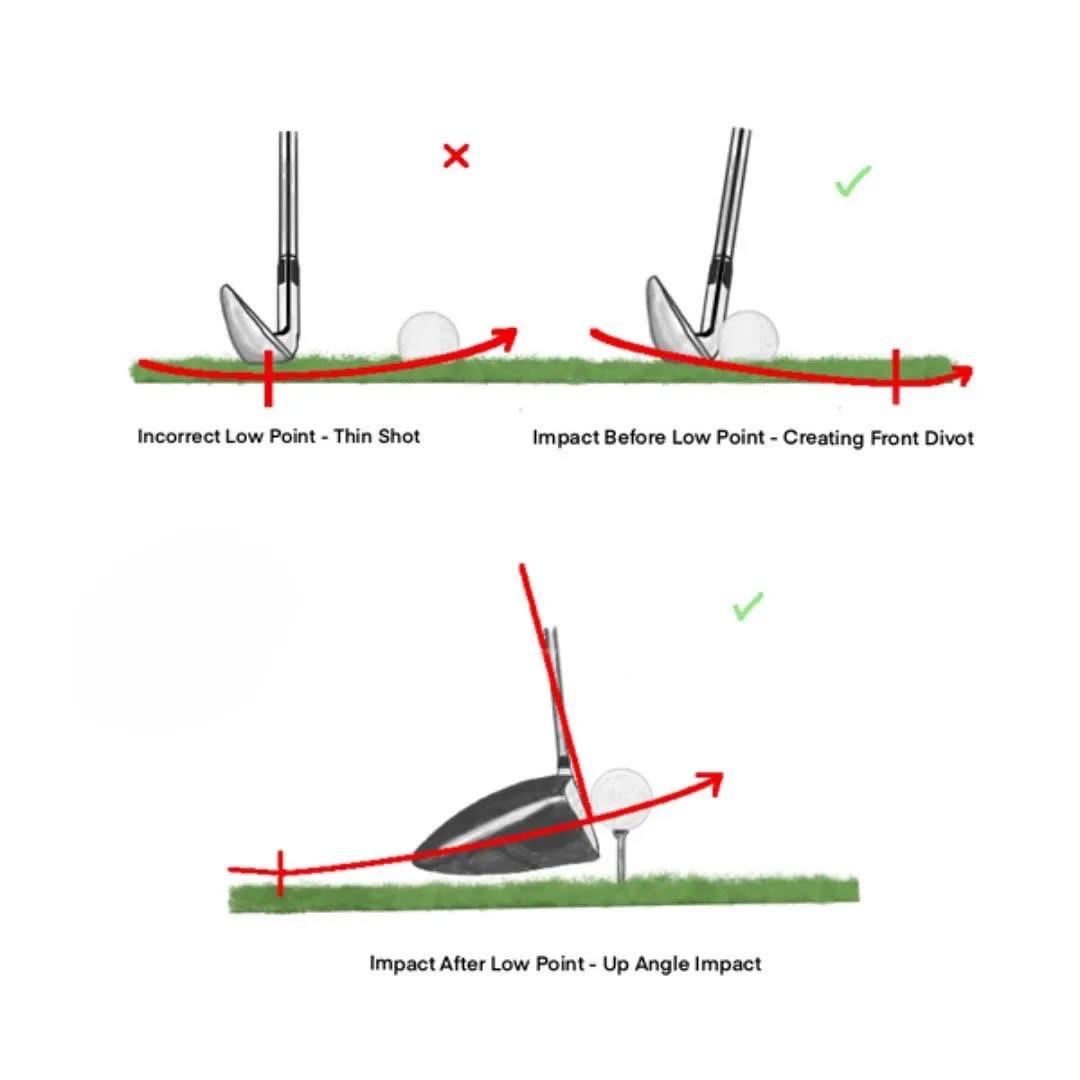 Incorrect Low Point - Thin Shot
Impact Before Low Point - Creating Front Divot
Impact After Low Point - Up Angle Impact